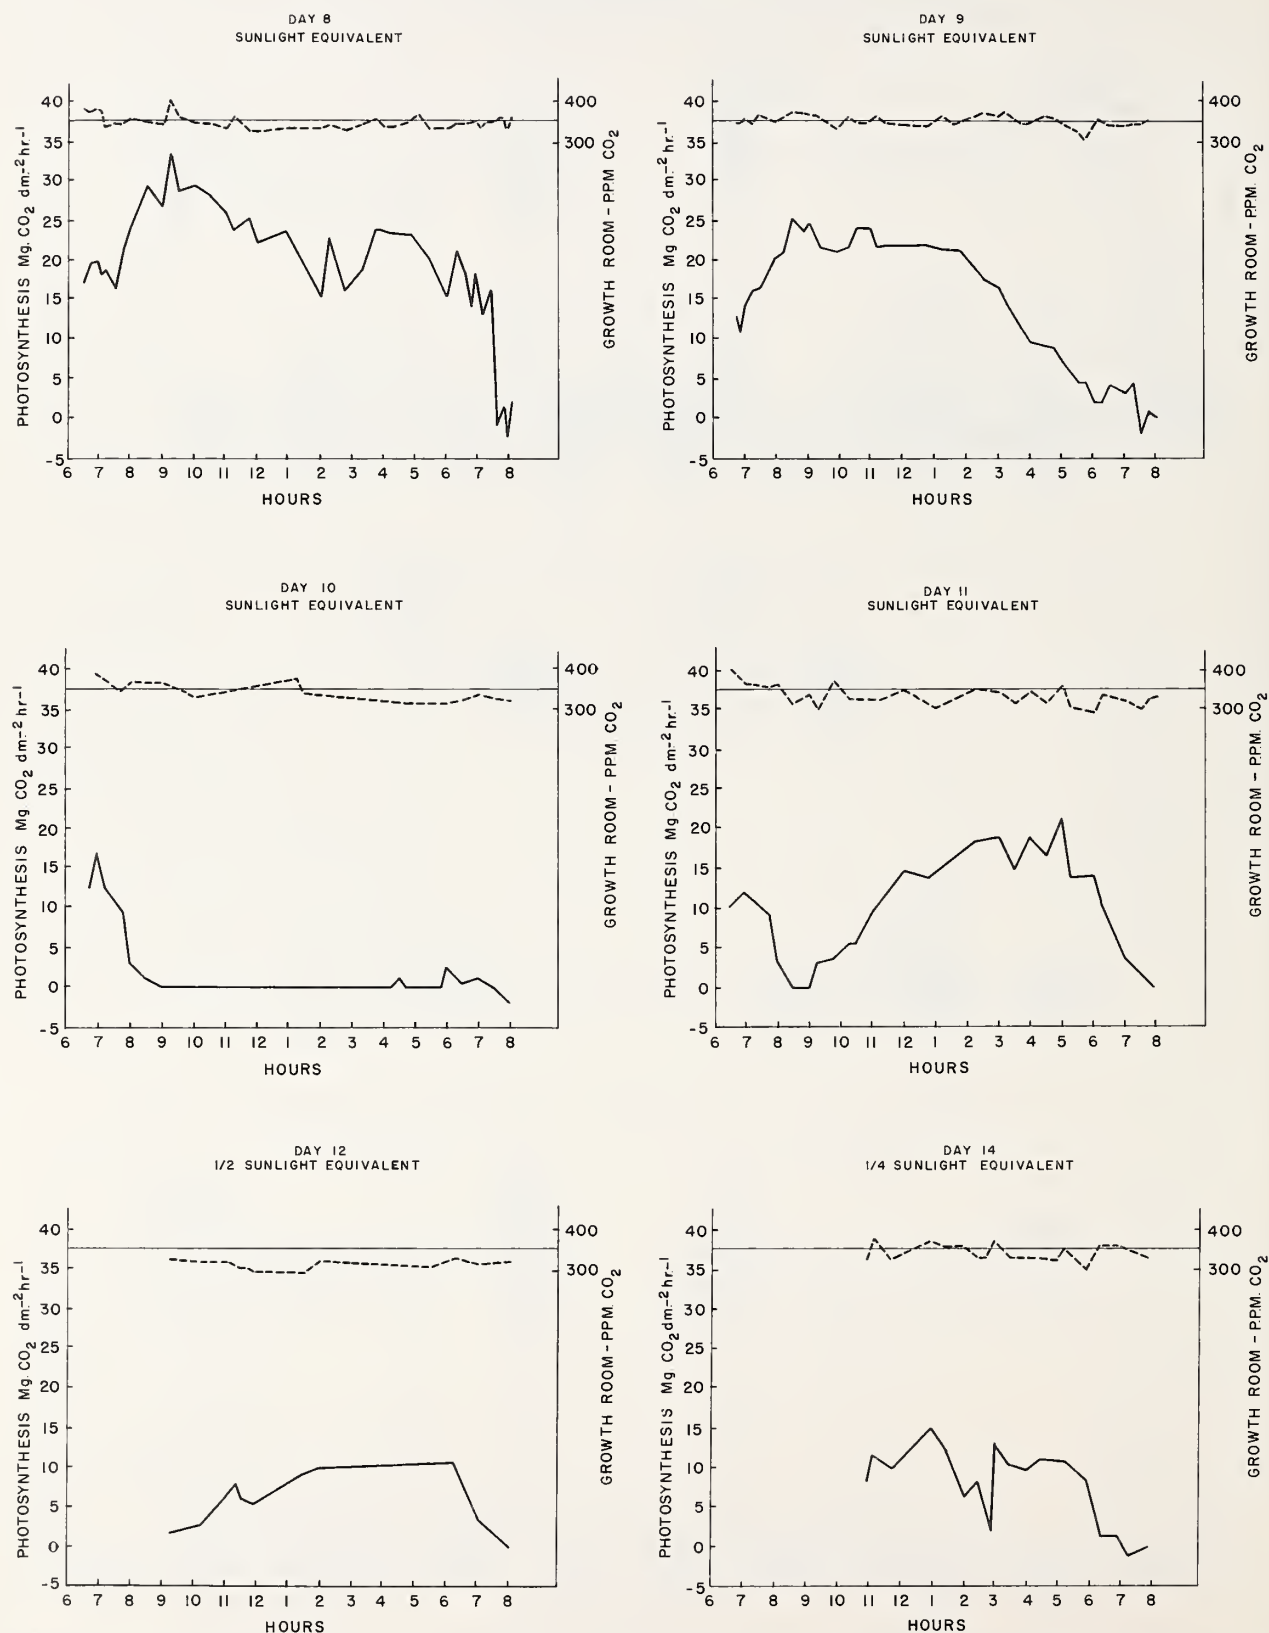 DAY 8
SUNLIGHT EQUIVALENT
PHOTOSYNTHESIS Mg. CO2 dm.-2 hr.-1
40
35
30
25
20
15
10
5
0
-5
400
300
GROWTH ROOM - PPM CO2
6 7 8 9 10 11 12 1 2 3 4 5 6 7 8
HOURS
DAY 9
SUNLIGHT EQUIVALENT
PHOTOSYNTHESIS Mg CO2 dm.-2 hr.-1
40
35
30
25
20
15
10
5
0
-5
400
300
GROWTH ROOM - PPM. CO2
6 7 8 9 10 11 12 1 2 3 4 5 6 7 8
HOURS
DAY 10
SUNLIGHT EQUIVALENT
PHOTOSYNTHESIS Mg CO2 dm.-2 hr.-1
40
35
30
25
20
15
10
5
0
-5
400
300
GROWTH ROOM - PPM. CO2
6 7 8 9 10 11 12 1 2 3 4 5 6 7 8
HOURS
DAY 11
SUNLIGHT EQUIVALENT
PHOTOSYNTHESIS Mg. CO2 dm.-2 hr.-1
40
35
30
25
20
15
10
5
0
-5
400
300
GROWTH ROOM - PPM. CO2
6 7 8 9 10 11 12 1 2 3 4 5 6 7 8
HOURS
DAY 12
1/2 SUNLIGHT EQUIVALENT
PHOTOSYNTHESIS Mg. CO2 dm.-2 hr.-1
40
35
30
25
20
15
10
5
0
-5
400
300
GROWTH ROOM - PPM. CO2
6 7 8 9 10 11 12 1 2 3 4 5 6 7 8
HOURS
DAY 14
1/4 SUNLIGHT EQUIVALENT
PHOTOSYNTHESIS Mg. CO2 dm.-2 hr.-1
40
35
30
25
20
15
10
5
0
-5
400
300
GROWTH ROOM - P.P.M. CO2
6 7 8 9 10 11 12 1 2 3 4 5 6 7 8
HOURS